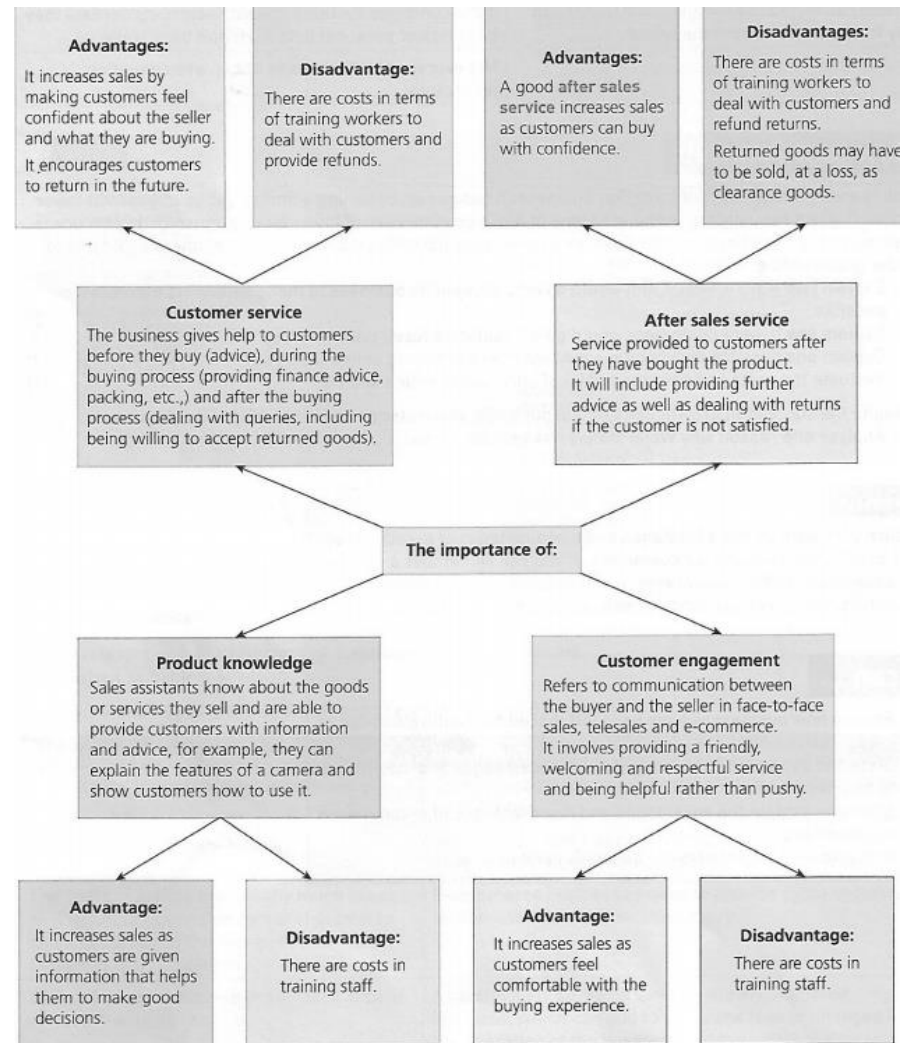 Advantages:
It increases sales by
making customers feel
confident about the seller
and what they are buying.
It encourages customers
to return in the future.
Disadvantage:
There are costs in terms
of training workers to
deal with customers and
provide refunds.
Advantages:
A good after sales
service increases sales
as customers can buy
with confidence.
Disadvantages:
There are costs in terms
of training workers to
deal with customers and
refund returns.
Returned goods may have
to be sold, at a loss, as
clearance goods.
Customer service
The business gives help to customers
before they buy (advice), during the
buying process (providing finance advice,
packing, etc.,) and after the buying
process (dealing with queries, including
being willing to accept returned goods).
After sales service
Service provided to customers after
they have bought the product.
It will include providing further
advice as well as dealing with returns
if the customer is not satisfied.
The importance of:
Product knowledge
Sales assistants know about the goods
or services they sell and are able to
provide customers with information
and advice, for example, they can
explain the features of a camera and
show customers how to use it.
Customer engagement
Refers to communication between
the buyer and the seller in face-to-face
sales, telesales and e-commerce.
It involves providing a friendly,
welcoming and respectful service
and being helpful rather than pushy.
Advantage:
It increases sales as
customers are given
information that helps
them to make good
decisions.
Disadvantage:
There are costs in
training staff.
Advantage:
It increases sales as
customers feel
comfortable with the
buying experience.
Disadvantage:
There are costs in
training staff.